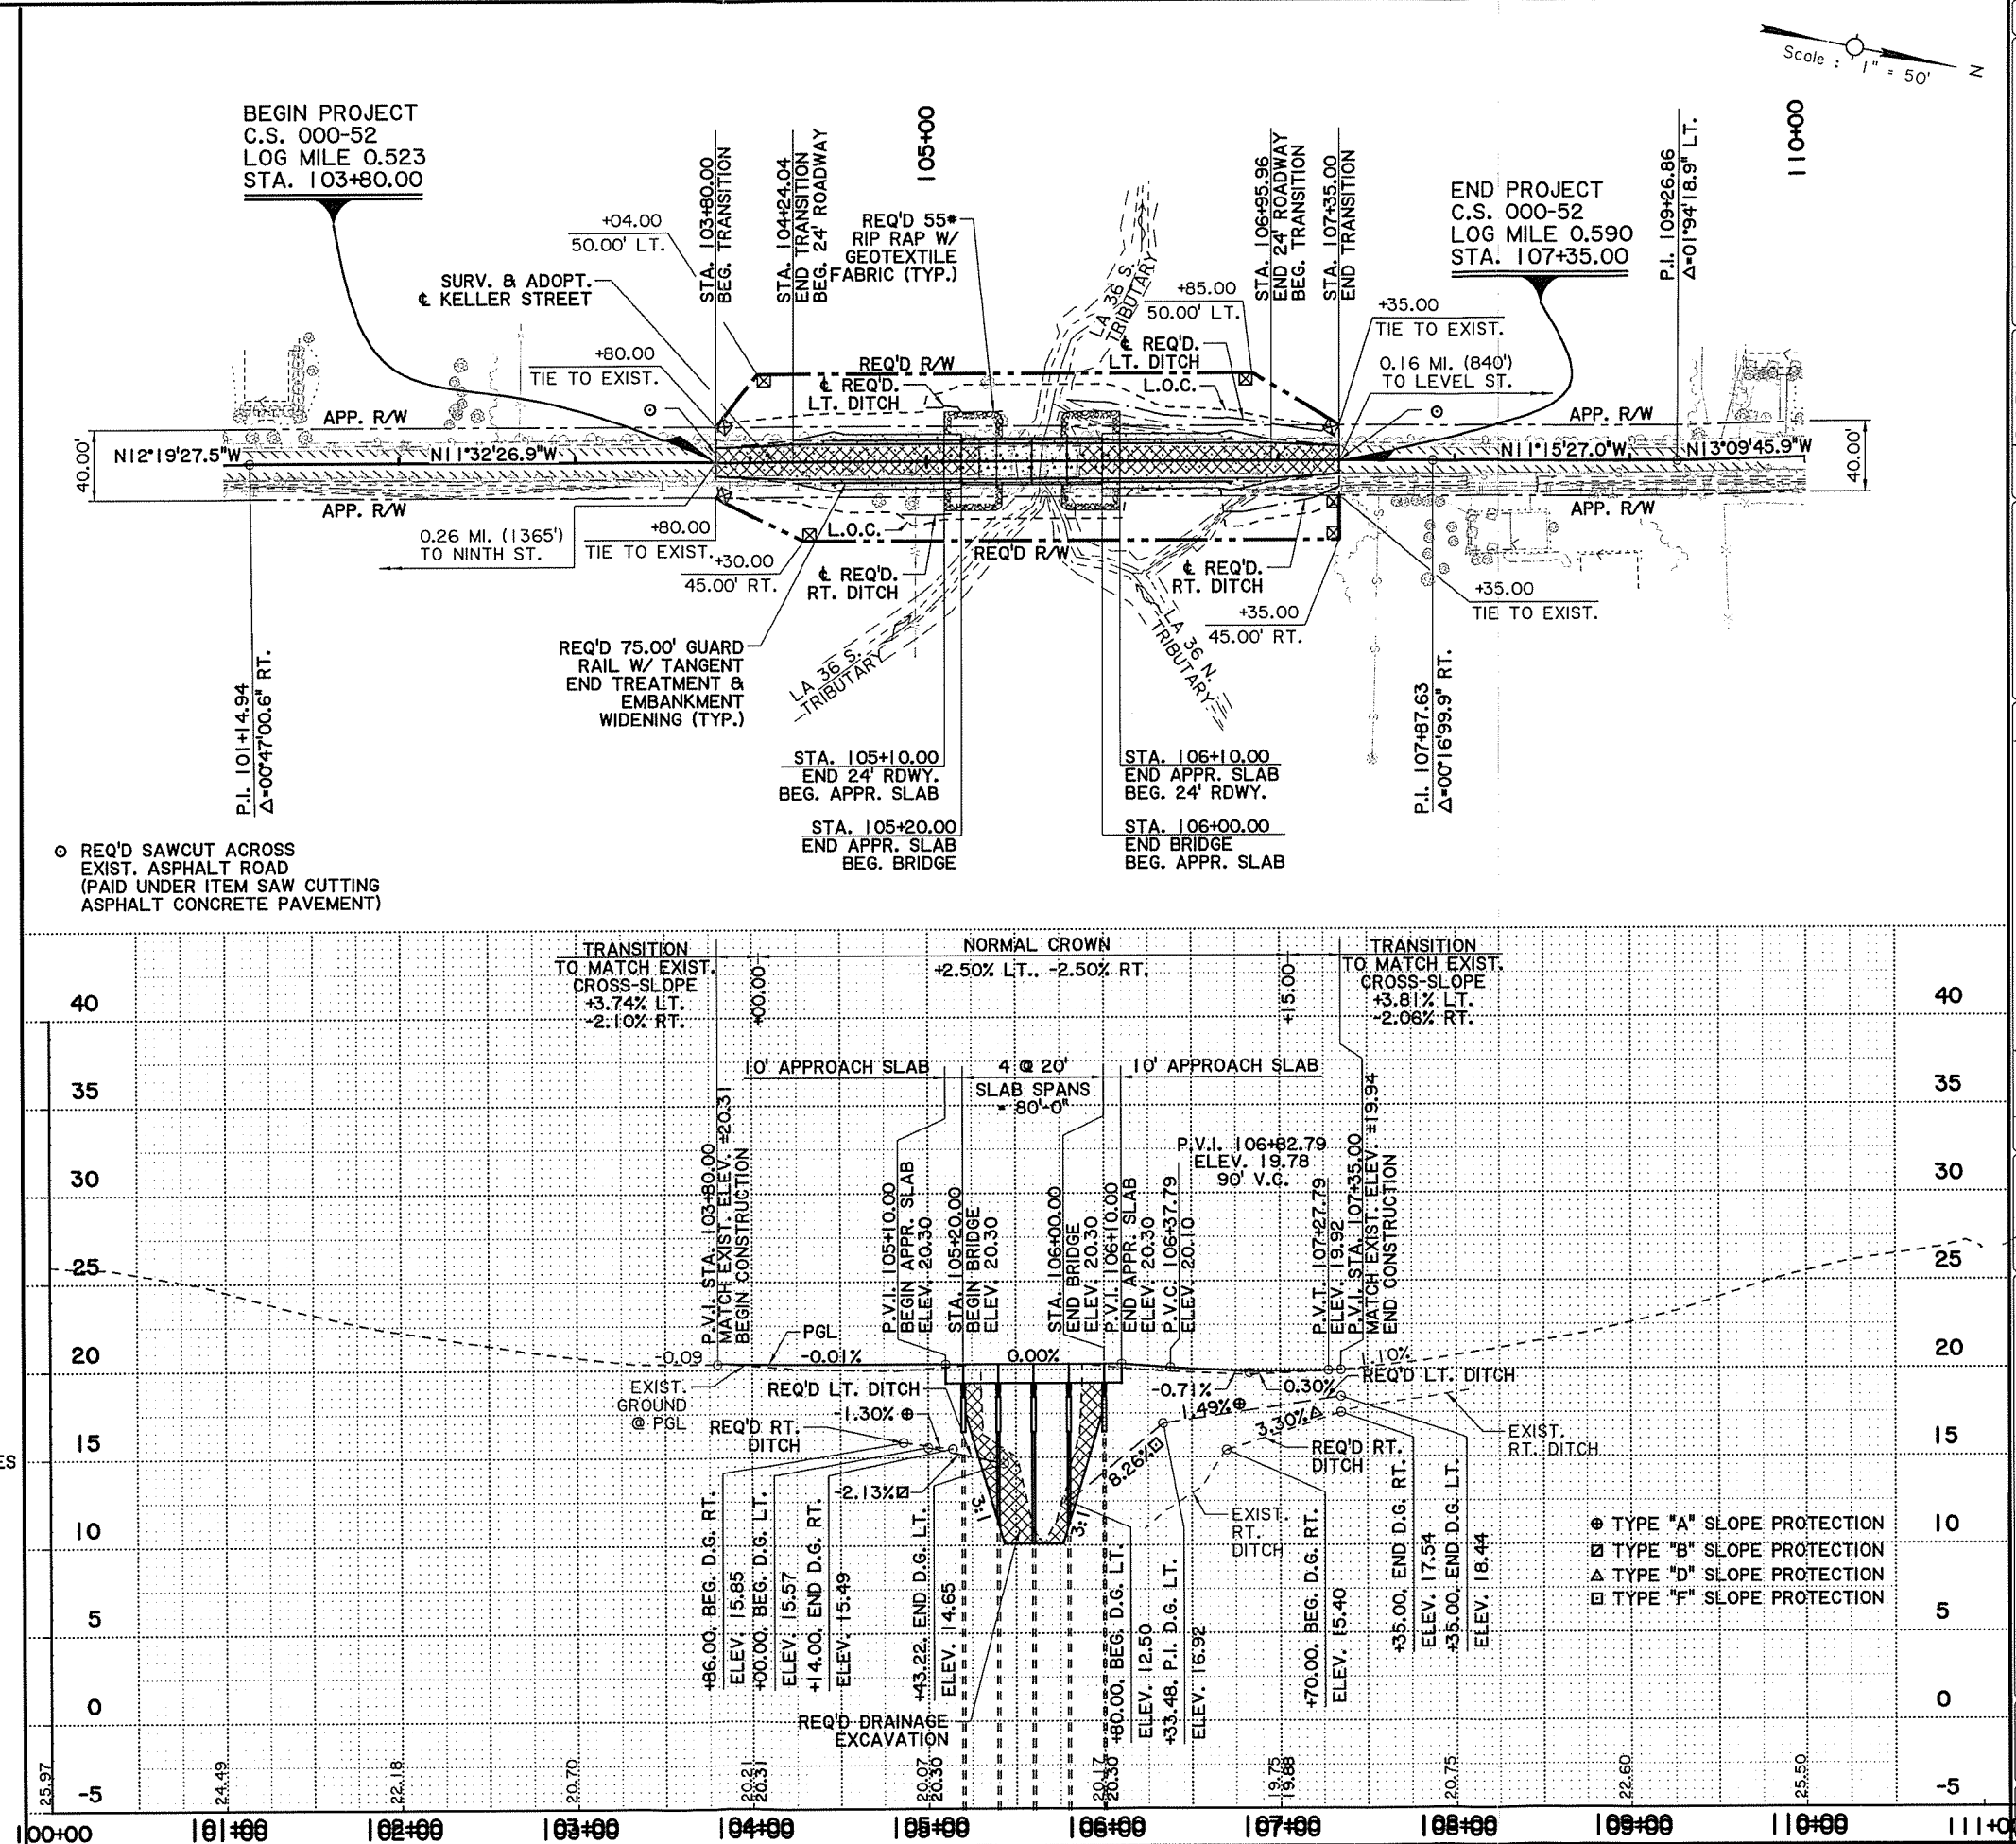 Scale : 1" = 50'
N
BEGIN PROJECT
C.S. 000-52
LOG MILE 0.523
STA. 103+80.00
+04.00
50.00' LT.
SURV. & ADOPT.
℄ KELLER STREET
+80.00
TIE TO EXIST.
STA. 103+80.00
BEG. TRANSITION
STA. 104+24.04
END TRANSITION
BEG. 24' ROADWAY
105+00
REQ'D 55#
RIP RAP W/
GEOTEXTILE
FABRIC (TYP.)
LA 36 S.
TRIBUTARY
+85.00
50.00' LT.
STA. 106+95.96
END 24' ROADWAY
BEG. TRANSITION
STA. 107+35.00
END TRANSITION
END PROJECT
C.S. 000-52
LOG MILE 0.590
STA. 107+35.00
P.I. 109+26.86
Δ=01°94'18.9" LT.
110+00
+35.00
TIE TO EXIST.
0.16 MI. (840')
TO LEVEL ST.
REQ'D R/W
℄ REQ'D.
LT. DITCH
℄ REQ'D.
LT. DITCH
L.O.C.
APP. R/W
APP. R/W
40.00'
N12°19'27.5"W
N11°32'26.9"W
N11°15'27.0"W
N13°09'45.9"W
40.00'
APP. R/W
APP. R/W
0.26 MI. (1365')
TO NINTH ST.
+80.00
TIE TO EXIST.
+30.00
45.00' RT.
L.O.C.
℄ REQ'D.
RT. DITCH
REQ'D R/W
℄ REQ'D.
RT. DITCH
+35.00
45.00' RT.
+35.00
TIE TO EXIST.
REQ'D 75.00' GUARD
RAIL W/ TANGENT
END TREATMENT &
EMBANKMENT
WIDENING (TYP.)
LA 36 S.
TRIBUTARY
LA 36 N.
TRIBUTARY
P.I. 101+14.94
Δ=00°47'00.6" RT.
P.I. 107+87.63
Δ=00°16'99.9" RT.
STA. 105+10.00
END 24' RDWY.
BEG. APPR. SLAB
STA. 106+10.00
END APPR. SLAB
BEG. 24' RDWY.
STA. 105+20.00
END APPR. SLAB
BEG. BRIDGE
STA. 106+00.00
END BRIDGE
BEG. APPR. SLAB
⊙ REQ'D SAWCUT ACROSS
EXIST. ASPHALT ROAD
(PAID UNDER ITEM SAW CUTTING
ASPHALT CONCRETE PAVEMENT)
TRANSITION
TO MATCH EXIST.
CROSS-SLOPE
+3.74% LT.
-2.10% RT.
+00.00
NORMAL CROWN
+2.50% LT., -2.50% RT.
+15.00
TRANSITION
TO MATCH EXIST.
CROSS-SLOPE
+3.81% LT.
-2.06% RT.
40
40
35
35
30
30
25
25
20
20
15
15
10
10
5
5
0
0
-5
-5
10' APPROACH SLAB
4 @ 20'
SLAB SPANS
= 80'-0"
10' APPROACH SLAB
P.V.I. STA. 103+80.00
MATCH EXIST. ELEV. ±20.31
BEGIN CONSTRUCTION
P.V.I. 105+10.00
BEGIN APPR. SLAB
ELEV. 20.30
STA. 105+20.00
BEGIN BRIDGE
ELEV. 20.30
STA. 106+00.00
END BRIDGE
ELEV. 20.30
P.V.I. 106+10.00
END APPR. SLAB
ELEV. 20.30
P.V.C. 106+37.79
ELEV. 20.10
P.V.I. 106+82.79
ELEV. 19.78
90' V.C.
P.V.T. 107+27.79
ELEV. 19.92
P.V.I. STA. 107+35.00
MATCH EXIST. ELEV. ±19.94
END CONSTRUCTION
PGL
-0.09
-0.01%
0.00%
-0.71%
0.30%
.10%
EXIST.
GROUND
@ PGL
REQ'D LT. DITCH
-1.30% ⊕
REQ'D RT.
DITCH
-2.13%
3:1
3:1
8.26%
1.49% ⊕
3.30% △
REQ'D LT. DITCH
REQ'D RT.
DITCH
EXIST.
RT. DITCH
EXIST.
RT.
DITCH
+86.00, BEG. D.G. RT.
ELEV. 15.85
+00.00, BEG. D.G. LT.
ELEV. 15.57
+14.00, END D.G. RT.
ELEV. 15.49
+43.22, END D.G. LT.
ELEV. 14.65
+80.00, BEG. D.G. LT.
ELEV. 12.50
+33.48, P.I. D.G. LT.
ELEV. 16.92
+70.00, BEG. D.G. RT.
ELEV. 15.40
+35.00, END D.G. RT.
ELEV. 17.54
+35.00, END D.G. LT.
ELEV. 18.44
⊕ TYPE "A" SLOPE PROTECTION
⍁ TYPE "B" SLOPE PROTECTION
△ TYPE "D" SLOPE PROTECTION
⊡ TYPE "F" SLOPE PROTECTION
REQ'D DRAINAGE
EXCAVATION
ES
25.97
24.49
22.18
20.70
20.21
20.31
20.07
20.30
20.17
20.30
19.75
19.88
20.75
22.60
25.50
100+00
101+00
102+00
103+00
104+00
105+00
106+00
107+00
108+00
109+00
110+00
111+0